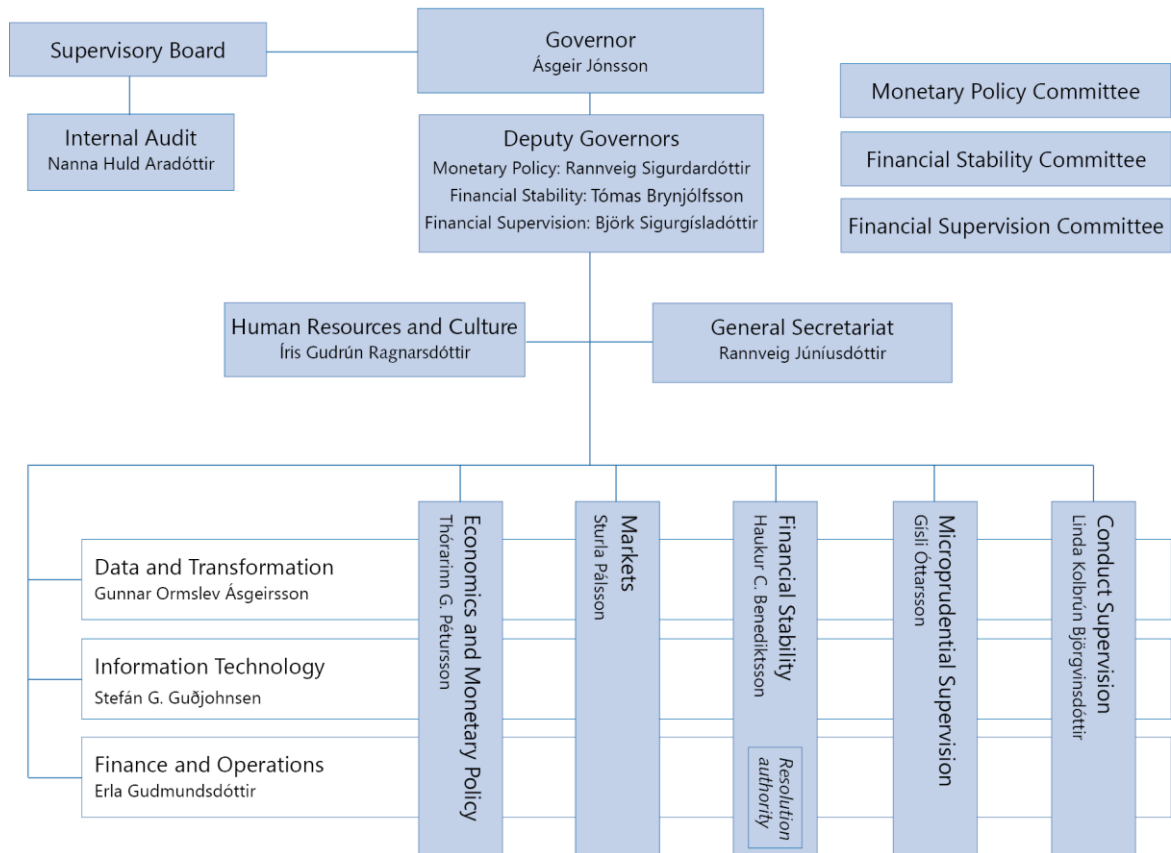 Supervisory Board
Governor
Ásgeir Jónsson
Monetary Policy Committee
Internal Audit
Nanna Huld Aradóttir
Deputy Governors
Monetary Policy: Rannveig Sigurdardóttir
Financial Stability: Tómas Brynjólfsson
Financial Supervision: Björk Sigurgísladóttir
Financial Stability Committee
Financial Supervision Committee
Human Resources and Culture
Íris Gudrún Ragnarsdóttir
General Secretariat
Rannveig Júníusdóttir
Data and Transformation
Gunnar Ormslev Ásgeirsson
Information Technology
Stefán G. Guðjohnsen
Finance and Operations
Erla Gudmundsdóttir
Economics and Monetary Policy
Thórarinn G. Pétursson
Markets
Sturla Pálsson
Financial Stability
Haukur C. Benediktsson
Resolution
authority
Microprudential Supervision
Gísli Óttarsson
Conduct Supervision
Linda Kolbrún Björgvinsdóttir